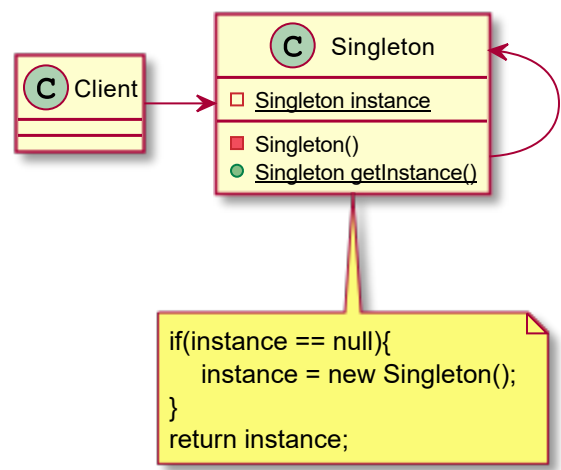 C Client
C Singleton
Singleton instance
Singleton()
Singleton getInstance()
if(instance == null){
    instance = new Singleton();
}
return instance;